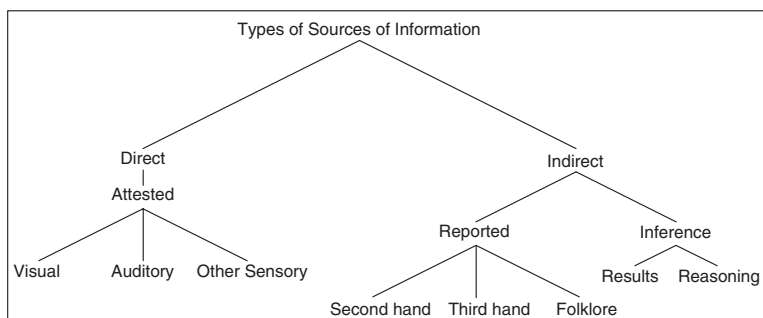 Types of Sources of Information
Direct
Indirect
Attested
Reported
Inference
Visual
Auditory
Other Sensory
Results
Reasoning
Second hand
Third hand
Folklore